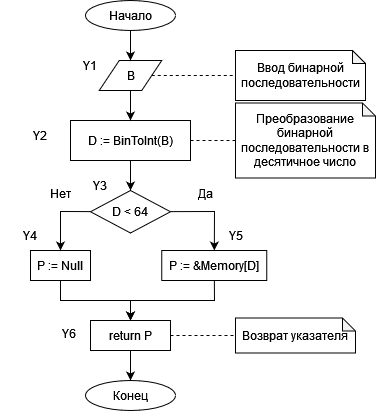 Начало
Y1
B
Ввод бинарной
последовательности
Y2
D := BinToInt(B)
Преобразование
бинарной
последовательности в
десятичное число
Y3
Нет
D < 64
Да
Y4
P := Null
Y5
P := &Memory[D]
Y6
return P
Возврат указателя
Конец